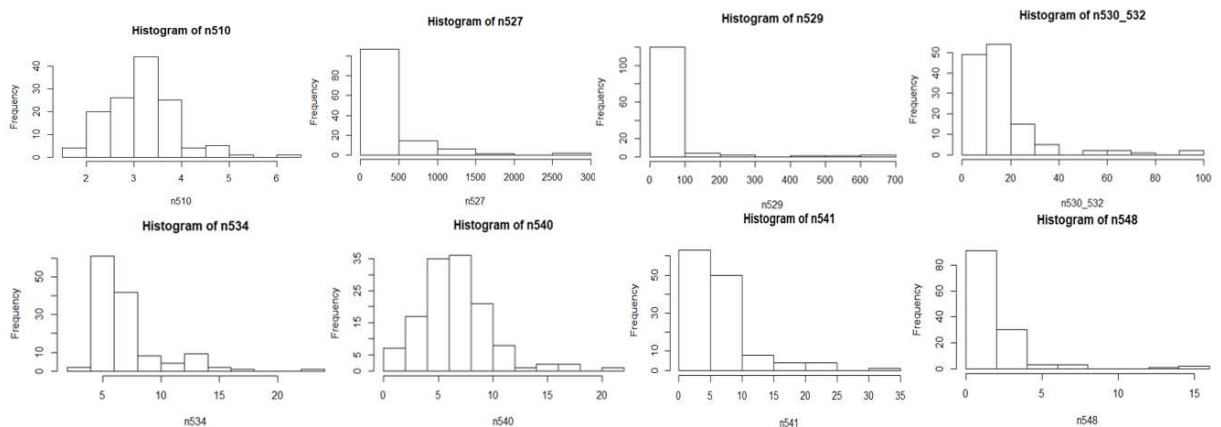 Histogram of n510
Frequency
0 10 20 30 40
2 3 4 5 6
n510
Histogram of n527
Frequency
0 20 40 60 80
0 500 1000 1500 2000 2500 3000
n527
Histogram of n529
Frequency
0 20 60 100
0 100 200 300 400 500 600 700
n529
Histogram of n530_532
Frequency
0 10 20 30 40 50
0 20 40 60 80 100
n530_532
Histogram of n534
Frequency
0 10 30 50
5 10 15 20
n534
Histogram of n540
Frequency
0 5 15 25 35
0 5 10 15 20
n540
Histogram of n541
Frequency
0 10 30 50
0 5 10 15 20 25 30 35
n541
Histogram of n548
Frequency
0 20 40 60 80
0 5 10 15
n548